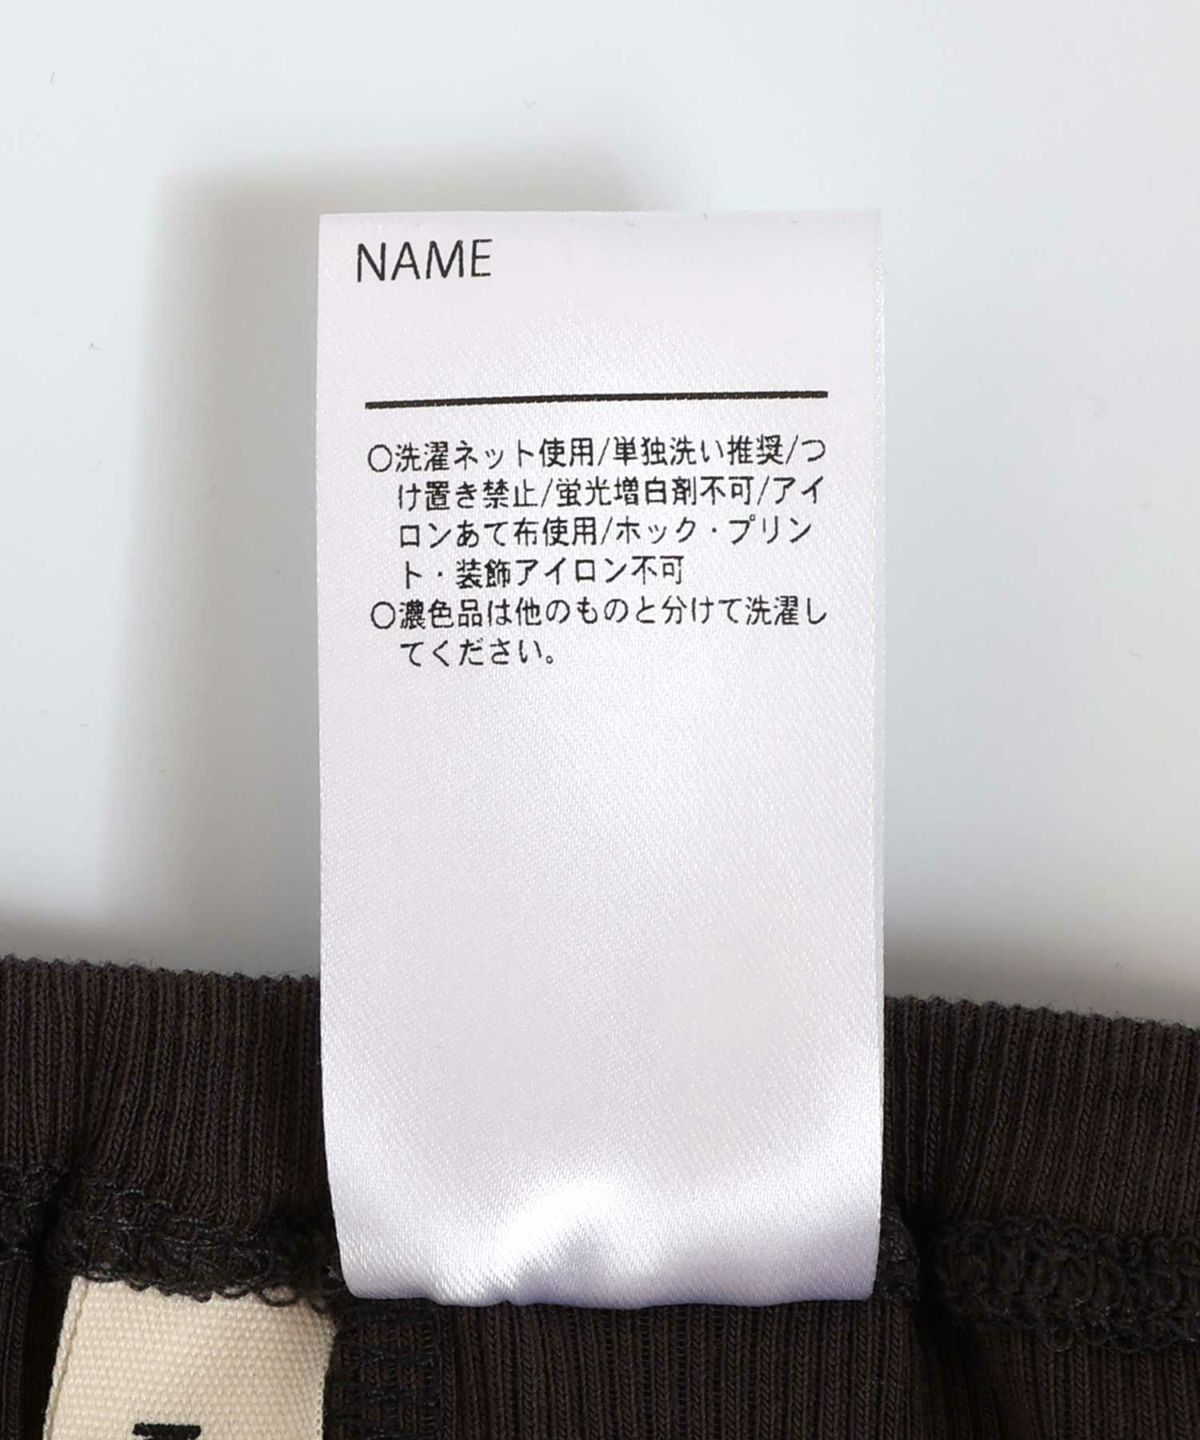 NAME
○洗濯ネット使用/単独洗い推奨/つ
け置き禁止/蛍光増白剤不可/アイ
ロンあて布使用/ホック・プリン
ト・装飾アイロン不可
○濃色品は他のものと分けて洗濯し
てください。